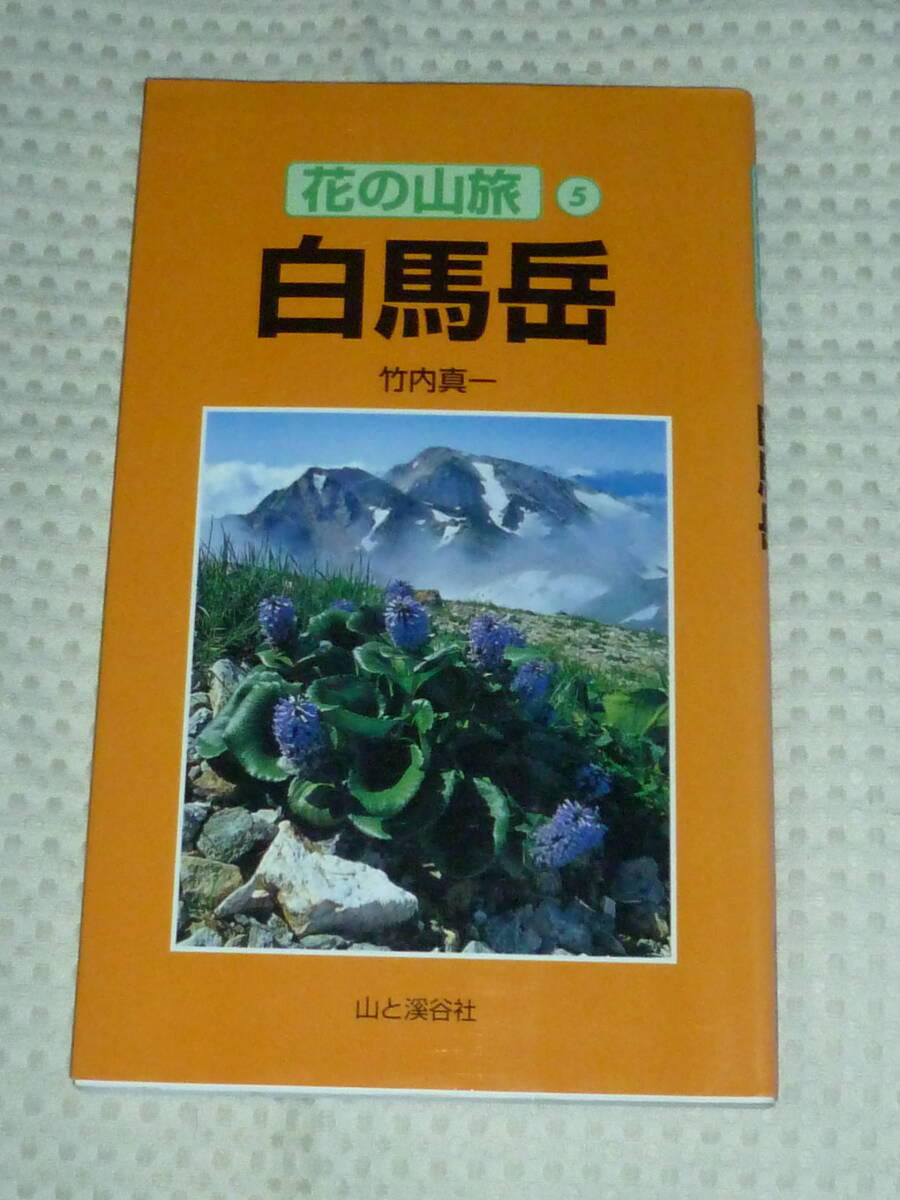 花の山旅 5
白馬岳
竹内真一
山と溪谷社